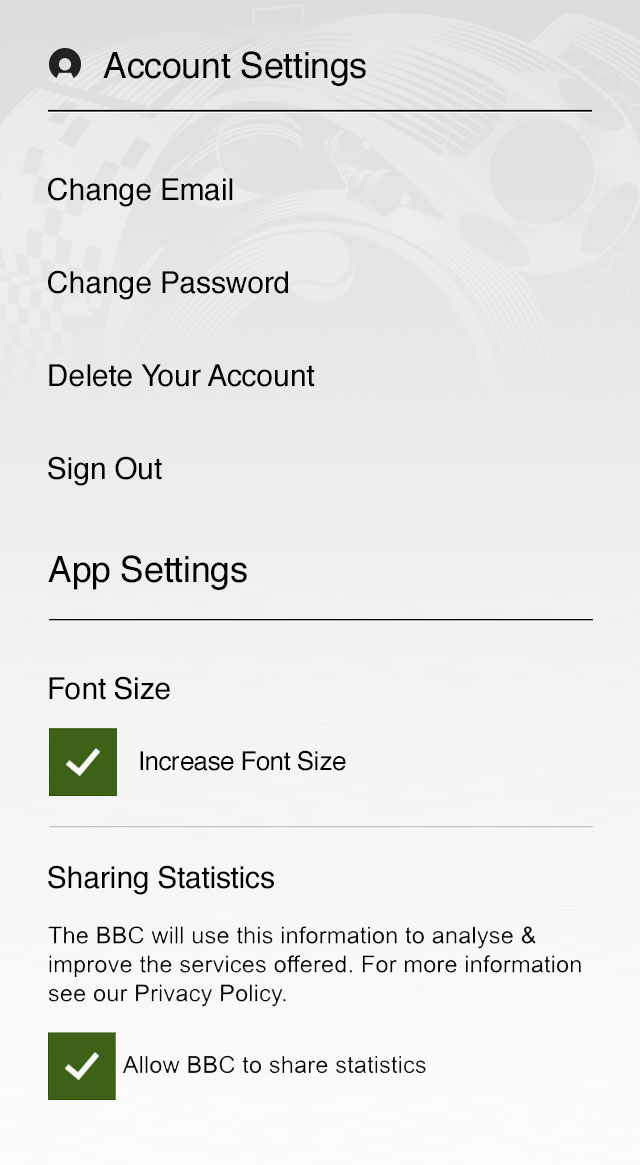 Account Settings
Change Email
Change Password
Delete Your Account
Sign Out
App Settings
Font Size
Increase Font Size
Sharing Statistics
The BBC will use this information to analyse &
improve the services offered. For more information
see our Privacy Policy.
Allow BBC to share statistics